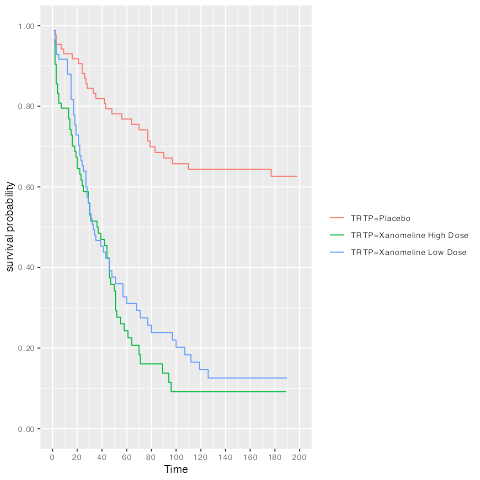 1.00
0.80
0.60
0.40
0.20
0.00
survival probability
0 20 40 60 80 100 120 140 160 180 200
Time
TRTP=Placebo
TRTP=Xanomeline High Dose
TRTP=Xanomeline Low Dose